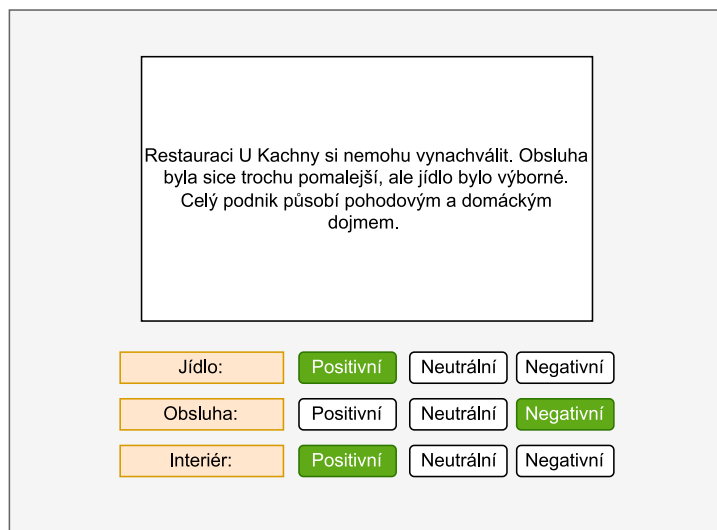 Restauraci U Kachny si nemohu vynachválit. Obsluha
byla sice trochu pomalejší, ale jídlo bylo výborné.
Celý podnik působí pohodovým a domáckým
dojmem.
Jídlo: Positivní Neutrální Negativní
Obsluha: Positivní Neutrální Negativní
Interiér: Positivní Neutrální Negativní